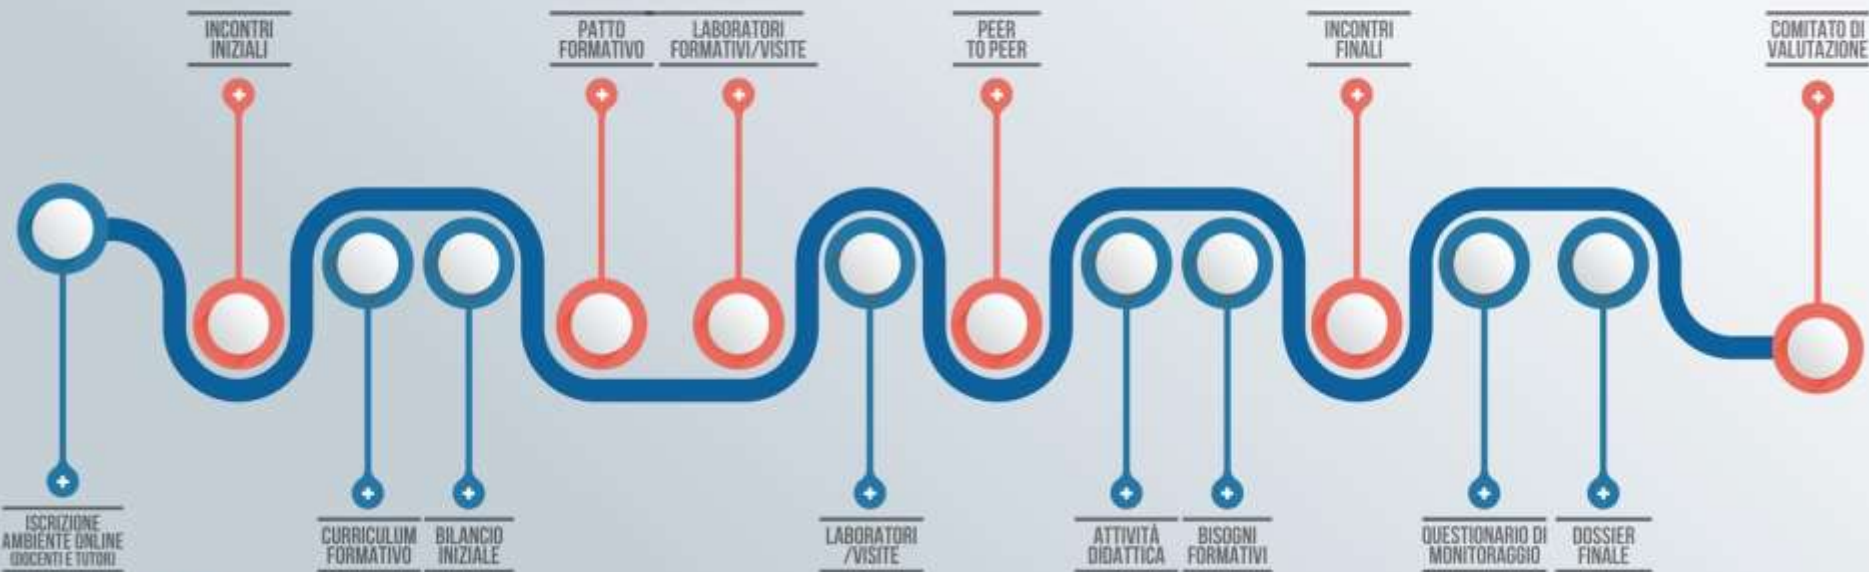 INCONTRI
INIZIALI
PATTO
FORMATIVO
LABORATORI
FORMATIVI/VISITE
PEER
TO PEER
INCONTRI
FINALI
COMITATO DI
VALUTAZIONE
ISCRIZIONE
AMBIENTE ONLINE
(DOCENTI E TUTOR)
CURRICULUM
FORMATIVO
BILANCIO
INIZIALE
LABORATORI
/VISITE
ATTIVITÀ
DIDATTICA
BISOGNI
FORMATIVI
QUESTIONARIO DI
MONITORAGGIO
DOSSIER
FINALE